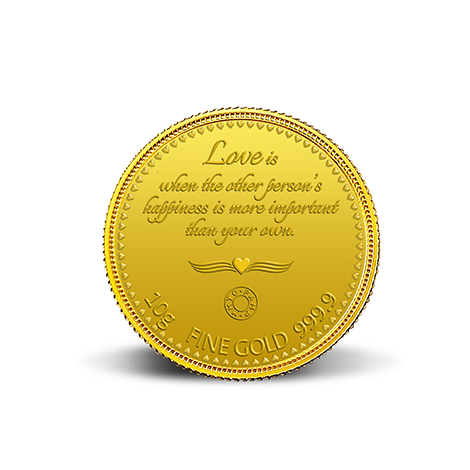 Love is
when the other person's
happiness is more important
than your own.
10g FINE GOLD 999.9